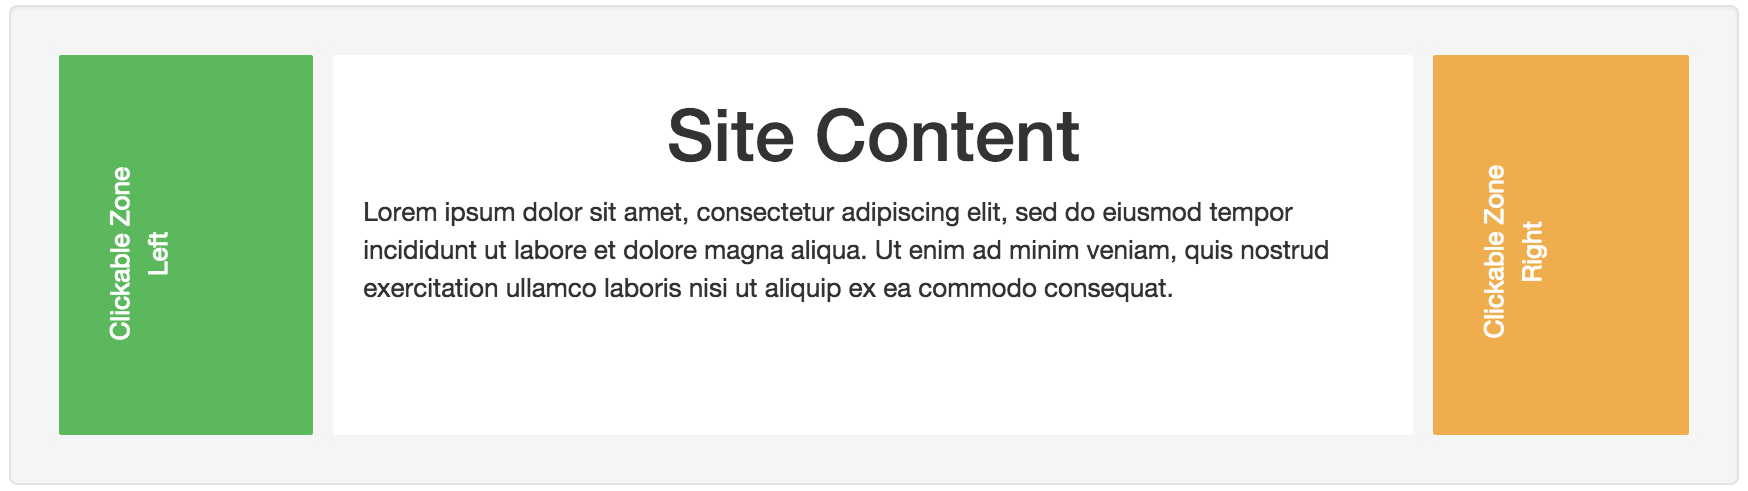 Clickable Zone
Left
Site Content
Lorem ipsum dolor sit amet, consectetur adipiscing elit, sed do eiusmod tempor
incididunt ut labore et dolore magna aliqua. Ut enim ad minim veniam, quis nostrud
exercitation ullamco laboris nisi ut aliquip ex ea commodo consequat.
Clickable Zone
Right